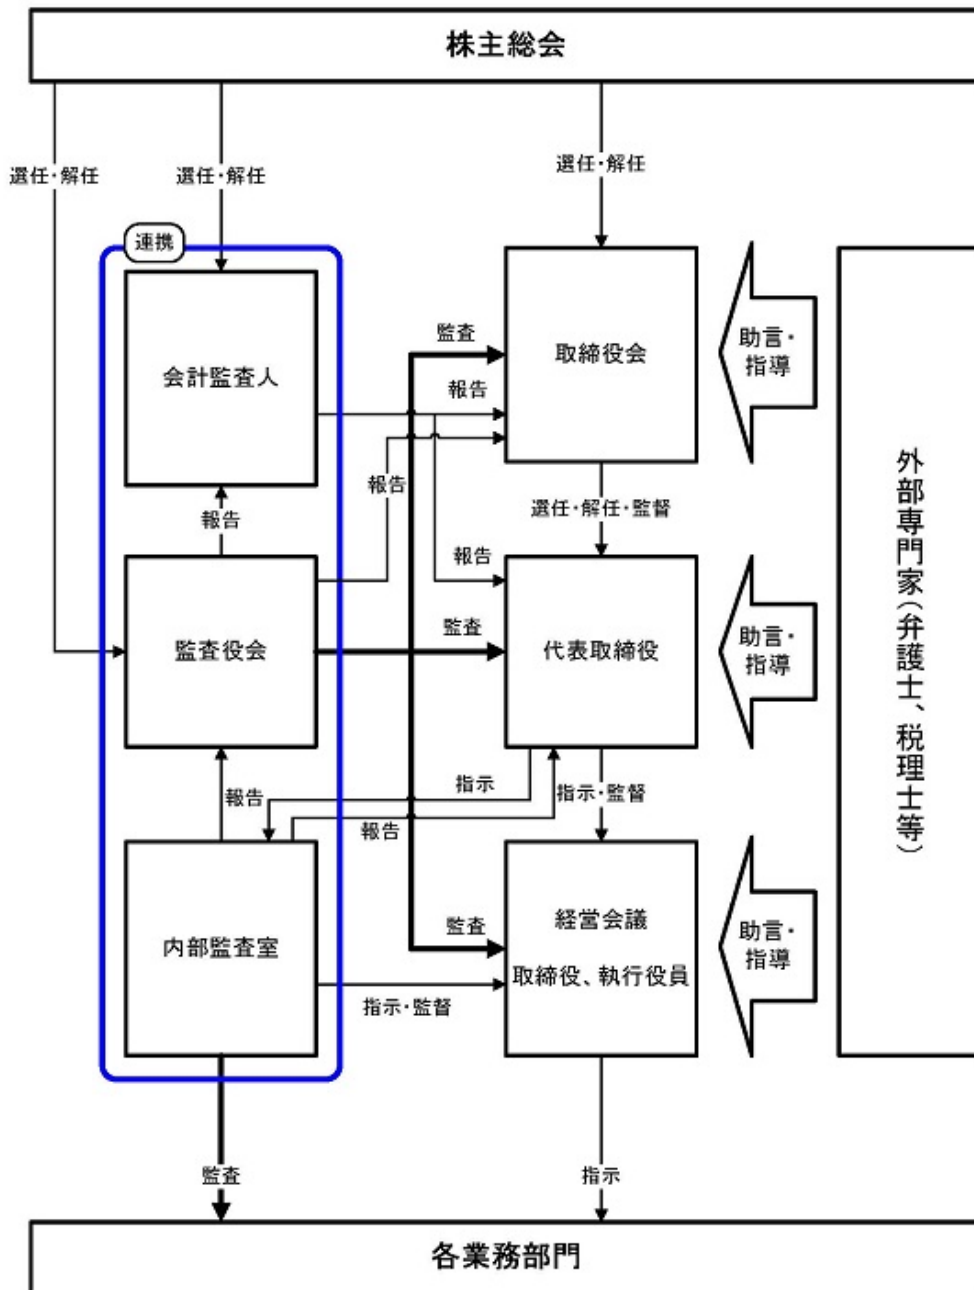 株主総会
選任・解任
選任・解任
選任・解任
連携
会計監査人
監査
取締役会
助言・
指導
報告
報告
報告
選任・解任・監督
報告
監査役会
監査
代表取締役
助言・
指導
外部専門家(弁護士、税理士等)
報告
指示
指示・監督
報告
内部監査室
監査
経営会議
取締役、執行役員
助言・
指導
指示・監督
監査
指示
各業務部門